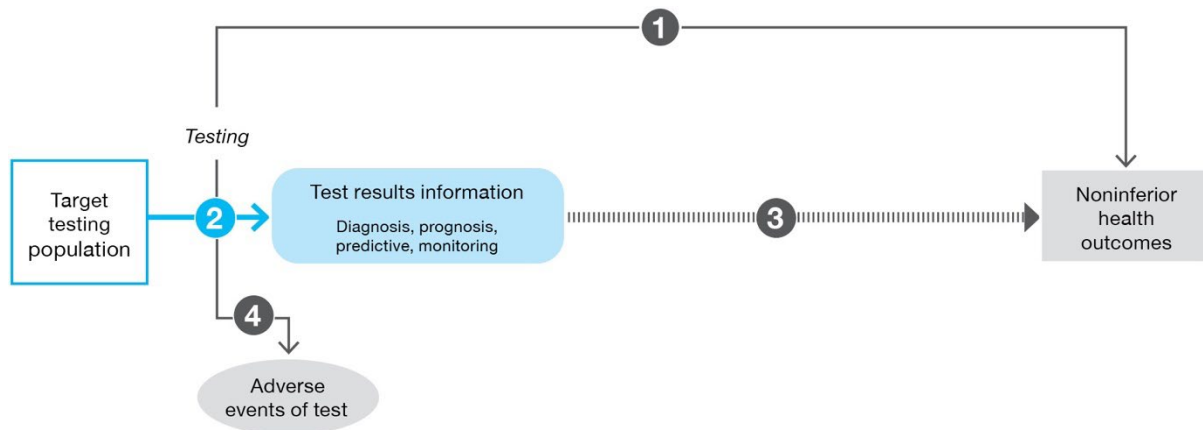 1
Testing
Target
testing
population
2
Test results information
Diagnosis, prognosis,
predictive, monitoring
3
Noninferior
health
outcomes
4
Adverse
events of test